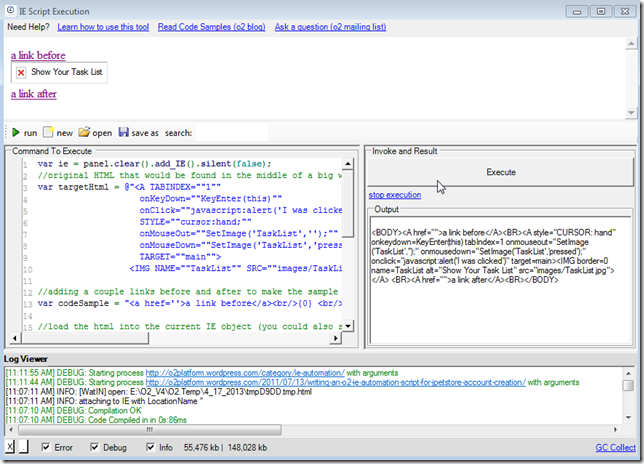 IE Script Execution
Need Help? Learn how to use this tool Read Code Samples (o2 blog) Ask a question (o2 mailing list)
a link before
Show Your Task List
a link after
run new open save as search:
Command To Execute
1 var ie = panel.clear().add_IE().silent(false);
2 //original HTML that would be found in the middle of a big w
3 var targetHtml = @"<A TABINDEX=""1""
4 onKeyDown=""KeyEnter(this)""
5 onClick=""javascript:alert('I was clicke
6 STYLE=""cursor:hand;""
7 onMouseOut=""SetImage('TaskList','');""
8 onMouseDown=""SetImage('TaskList','pres
9 TARGET=""main"">
10 <IMG NAME=""TaskList"" SRC=""images/TaskLi
11
12 //adding a couple links before and after to make the sample
13 var codeSample = "<a href=''>a link before</a><br/>{0} <br/>
14
15 //load the html into the current IE object (you could also s
Invoke and Result
Execute
stop execution
Output
<BODY><A href="">a link before</A><BR><A style="CURSOR: hand"
onkeydown=KeyEnter(this) tabIndex=1 onmouseout="SetImage
('TaskList','');" onmousedown="SetImage('TaskList','pressed');"
onclick="javascript:alert('I was clicked')" target=main><IMG border=0
name=TaskList alt="Show Your Task List" src="images/TaskList.jpg">
</A> <BR><A href="">a link after</A><BR></BODY>
Log Viewer
[11:11:55 AM] DEBUG: Starting process http://o2platform.wordpress.com/category/ie-automation/ with arguments
[11:11:44 AM] DEBUG: Starting process http://o2platform.wordpress.com/2011/07/13/writing-an-o2-ie-automation-script-for-jpetstore-account-creation/ with arguments
[11:07:11 AM] INFO: [WatIN] open: E:\O2_V4\O2.Temp\4_17_2013\tmpD9DD.tmp.html
[11:07:11 AM] INFO: attaching to IE with LocationName "
[11:07:10 AM] DEBUG: Compilation OK
[11:07:10 AM] DEBUG: Code Compiled in in 0s:86ms
X _ Error Debug Info 55,476 kb | 148,028 kb GC Collect